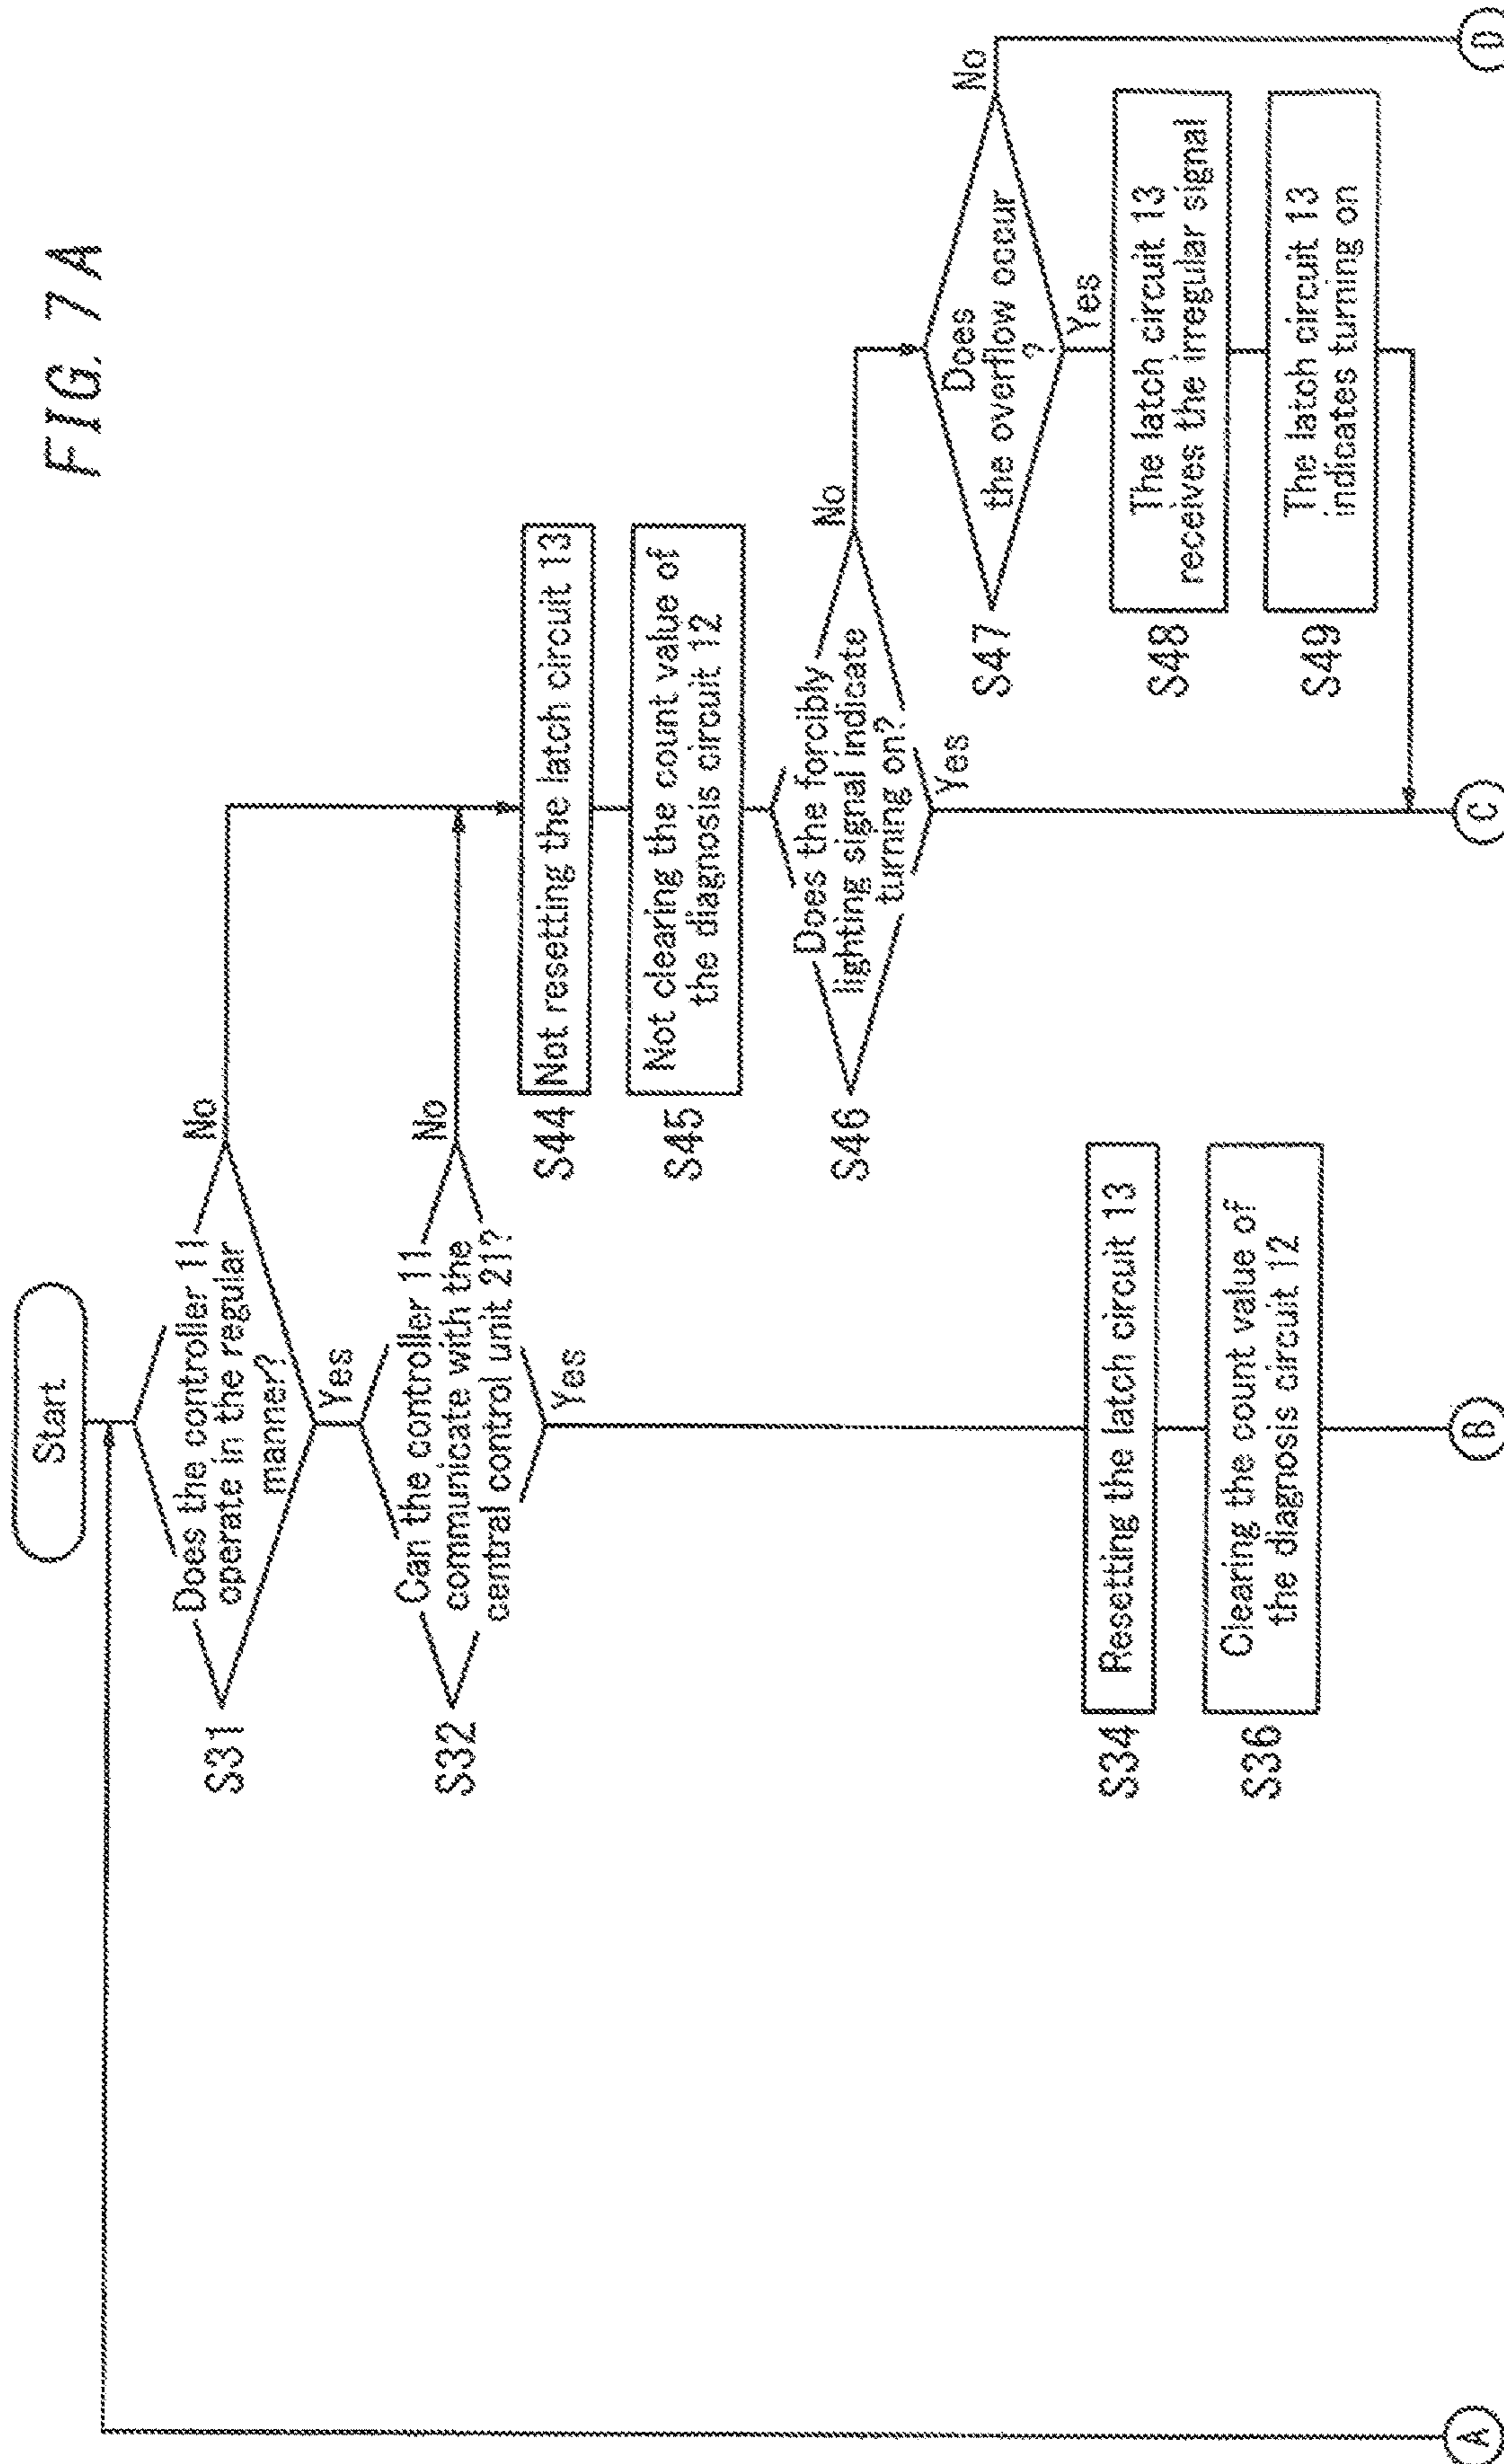 FIG. 7A
Start
S31
Does the controller 11
operate in the regular
manner?
No
Yes
S32
Can the controller 11
communicate with the
central control unit 21?
No
Yes
S44
Not resetting the latch circuit 13
S45
Not clearing the count value of
the diagnosis circuit 12
S46
Does the forcibly
lighting signal indicate
turning on?
No
Yes
S47
Does
the overflow occur
?
No
Yes
S48
The latch circuit 13
receives the irregular signal
S49
The latch circuit 13
indicates turning on
S34
Resetting the latch circuit 13
S36
Clearing the count value of
the diagnosis circuit 12
A
B
C
D